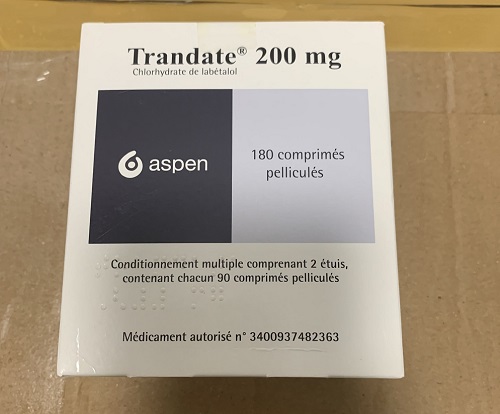 Trandate® 200 mg
Chlorhydrate de labétalol
aspen
180 comprimés
pelliculés
Conditionnement multiple comprenant 2 étuis,
contenant chacun 90 comprimés pelliculés
Médicament autorisé n° 3400937482363